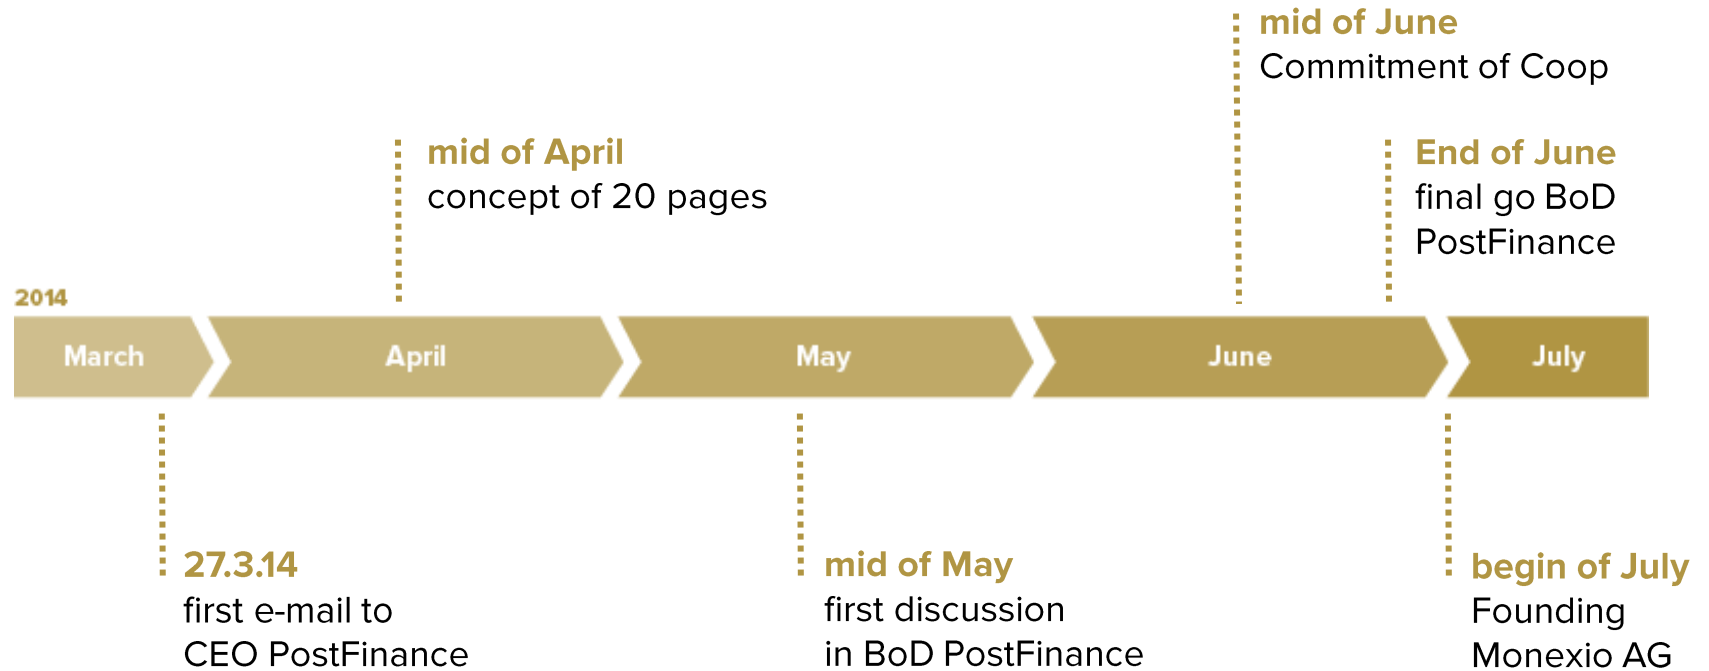 mid of June
Commitment of Coop
mid of April
concept of 20 pages
End of June
final go BoD
PostFinance
2014
March
April
May
June
July
27.3.14
first e-mail to
CEO PostFinance
mid of May
first discussion
in BoD PostFinance
begin of July
Founding
Monexio AG